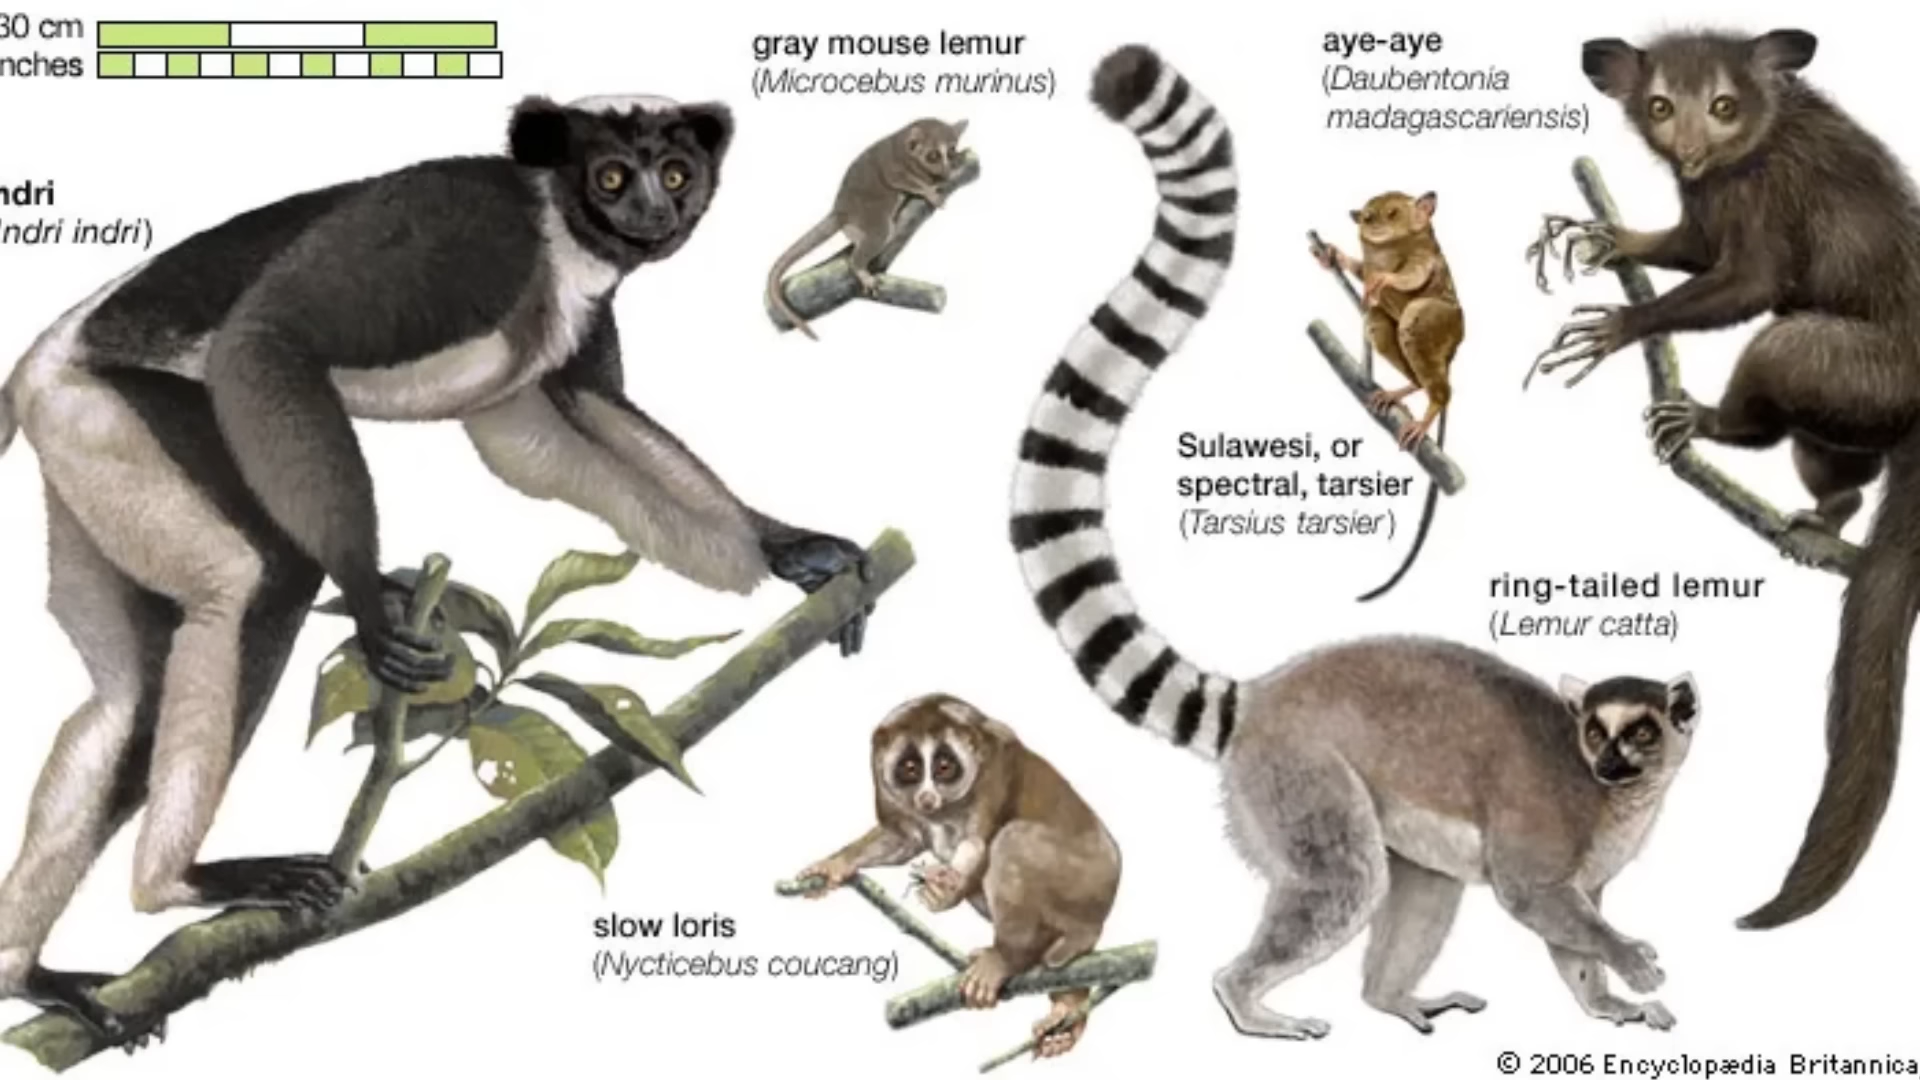 30 cm
nches
ndri
Indri indri)
gray mouse lemur
(Microcebus murinus)
aye-aye
(Daubentonia
madagascariensis)
Sulawesi, or
spectral, tarsier
(Tarsius tarsier)
ring-tailed lemur
(Lemur catta)
slow loris
(Nycticebus coucang)
© 2006 Encyclopædia Britannica,